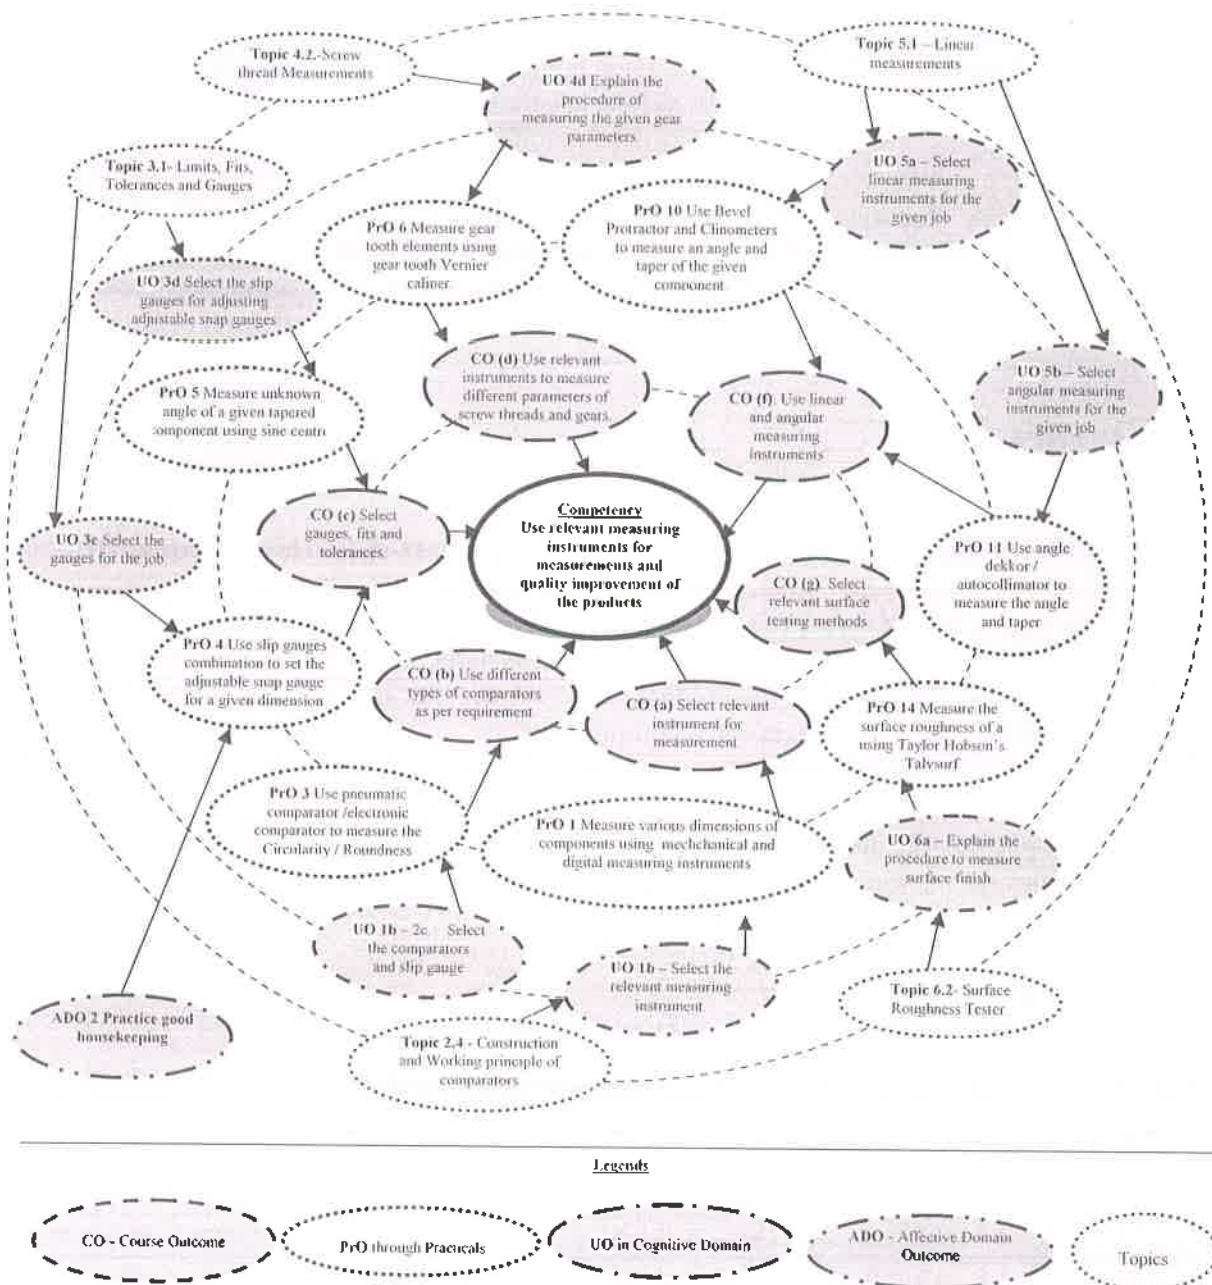 Topic 4.2.-Screw
thread Measurements
Topic 5.1 – Linear
measurements
UO 4d Explain the
procedure of
measuring the given gear
parameters
Topic 3.1- Limits, Fits,
Tolerances and Gauges
UO 5a – Select
linear measuring
instruments for the
given job
PrO 6 Measure gear
tooth elements using
gear tooth Vernier
caliper
PrO 10 Use Bevel
Protractor and Clinometers
to measure an angle and
taper of the given
component
UO 3d Select the slip
gauges for adjusting
adjustable snap gauges
CO (d) Use relevant
instruments to measure
different parameters of
screw threads and gears.
UO 5b – Select
angular measuring
instruments for the
given job
PrO 5 Measure unknown
angle of a given tapered
component using sine centre
CO (f). Use linear
and angular
measuring
instruments
CO (c) Select
gauges, fits and
tolerances.
Competency
Use relevant measuring
instruments for
measurements and
quality improvement of
the products
UO 3e Select the
gauges for the job
PrO 11 Use angle
dekkor /
autocollimator to
measure the angle
and taper
CO (g). Select
relevant surface
testing methods
PrO 4 Use slip gauges
combination to set the
adjustable snap gauge
for a given dimension
CO (b) Use different
types of comparators
as per requirement
CO (a) Select relevant
instrument for
measurement
PrO 14 Measure the
surface roughness of a
using Taylor Hobson's
Talysurf
PrO 3 Use pneumatic
comparator /electronic
comparator to measure the
Circularity / Roundness
PrO 1 Measure various dimensions of
components using mechchanical and
digital measuring instruments
UO 6a – Explain the
procedure to measure
surface finish
UO 1b – 2c Select
the comparators
and slip gauge
UO 1b – Select the
relevant measuring
instrument
Topic 6.2- Surface
Roughness Tester
ADO 2 Practice good
housekeeping
Topic 2.4 - Construction
and Working principle of
comparators
Legends
CO - Course Outcome
PrO through Practicals
UO in Cognitive Domain
ADO - Affective Domain
Outcome
Topics